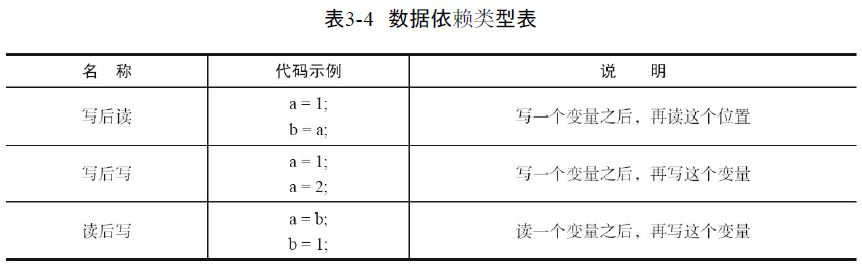 表3-4 数据依赖类型表
名 称 代码示例 说 明
写后读 a = 1; 写一个变量之后，再读这个位置
b = a;
写后写 a = 1; 写一个变量之后，再写这个变量
a = 2;
读后写 a = b; 读一个变量之后，再写这个变量
b = 1;